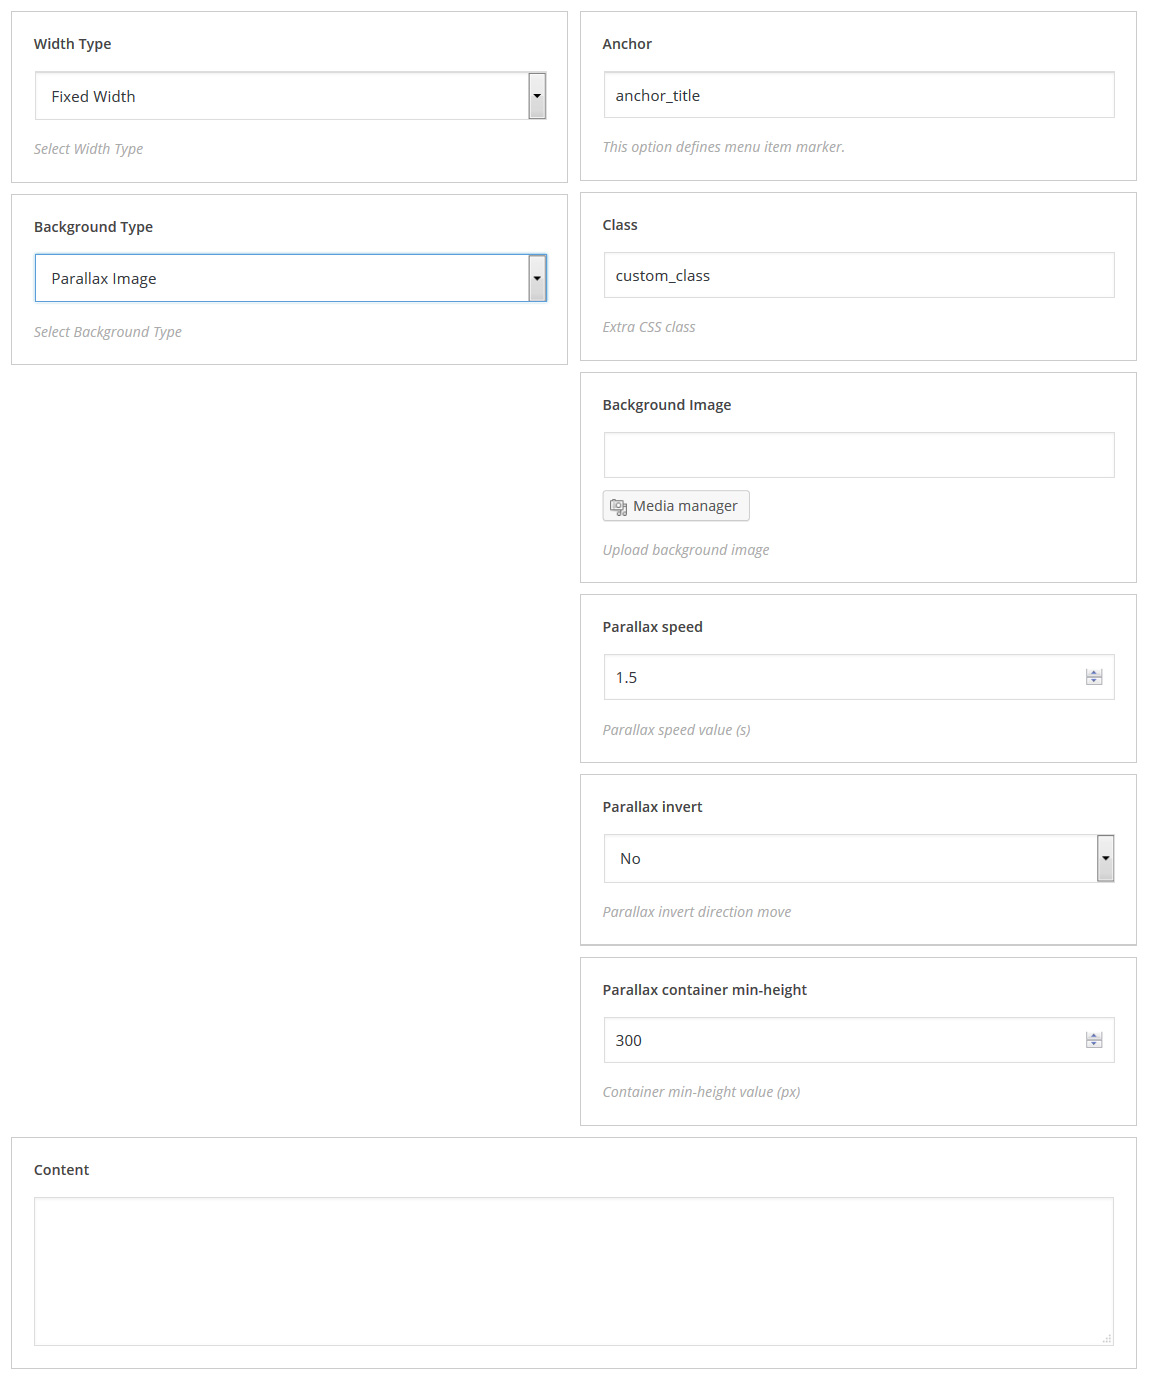 Width Type
Fixed Width
Select Width Type
Background Type
Parallax Image
Select Background Type
Anchor
anchor_title
This option defines menu item marker.
Class
custom_class
Extra CSS class
Background Image
Media manager
Upload background image
Parallax speed
1.5
Parallax speed value (s)
Parallax invert
No
Parallax invert direction move
Parallax container min-height
300
Container min-height value (px)
Content